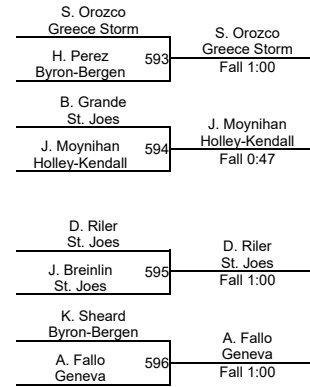 S. Orozco
Greece Storm
H. Perez
Byron-Bergen
593
S. Orozco
Greece Storm
Fall 1:00
B. Grande
St. Joes
J. Moynihan
Holley-Kendall
594
J. Moynihan
Holley-Kendall
Fall 0:47
D. Riler
St. Joes
J. Breinlin
St. Joes
595
D. Riler
St. Joes
Fall 1:00
K. Sheard
Byron-Bergen
A. Fallo
Geneva
596
A. Fallo
Geneva
Fall 1:00